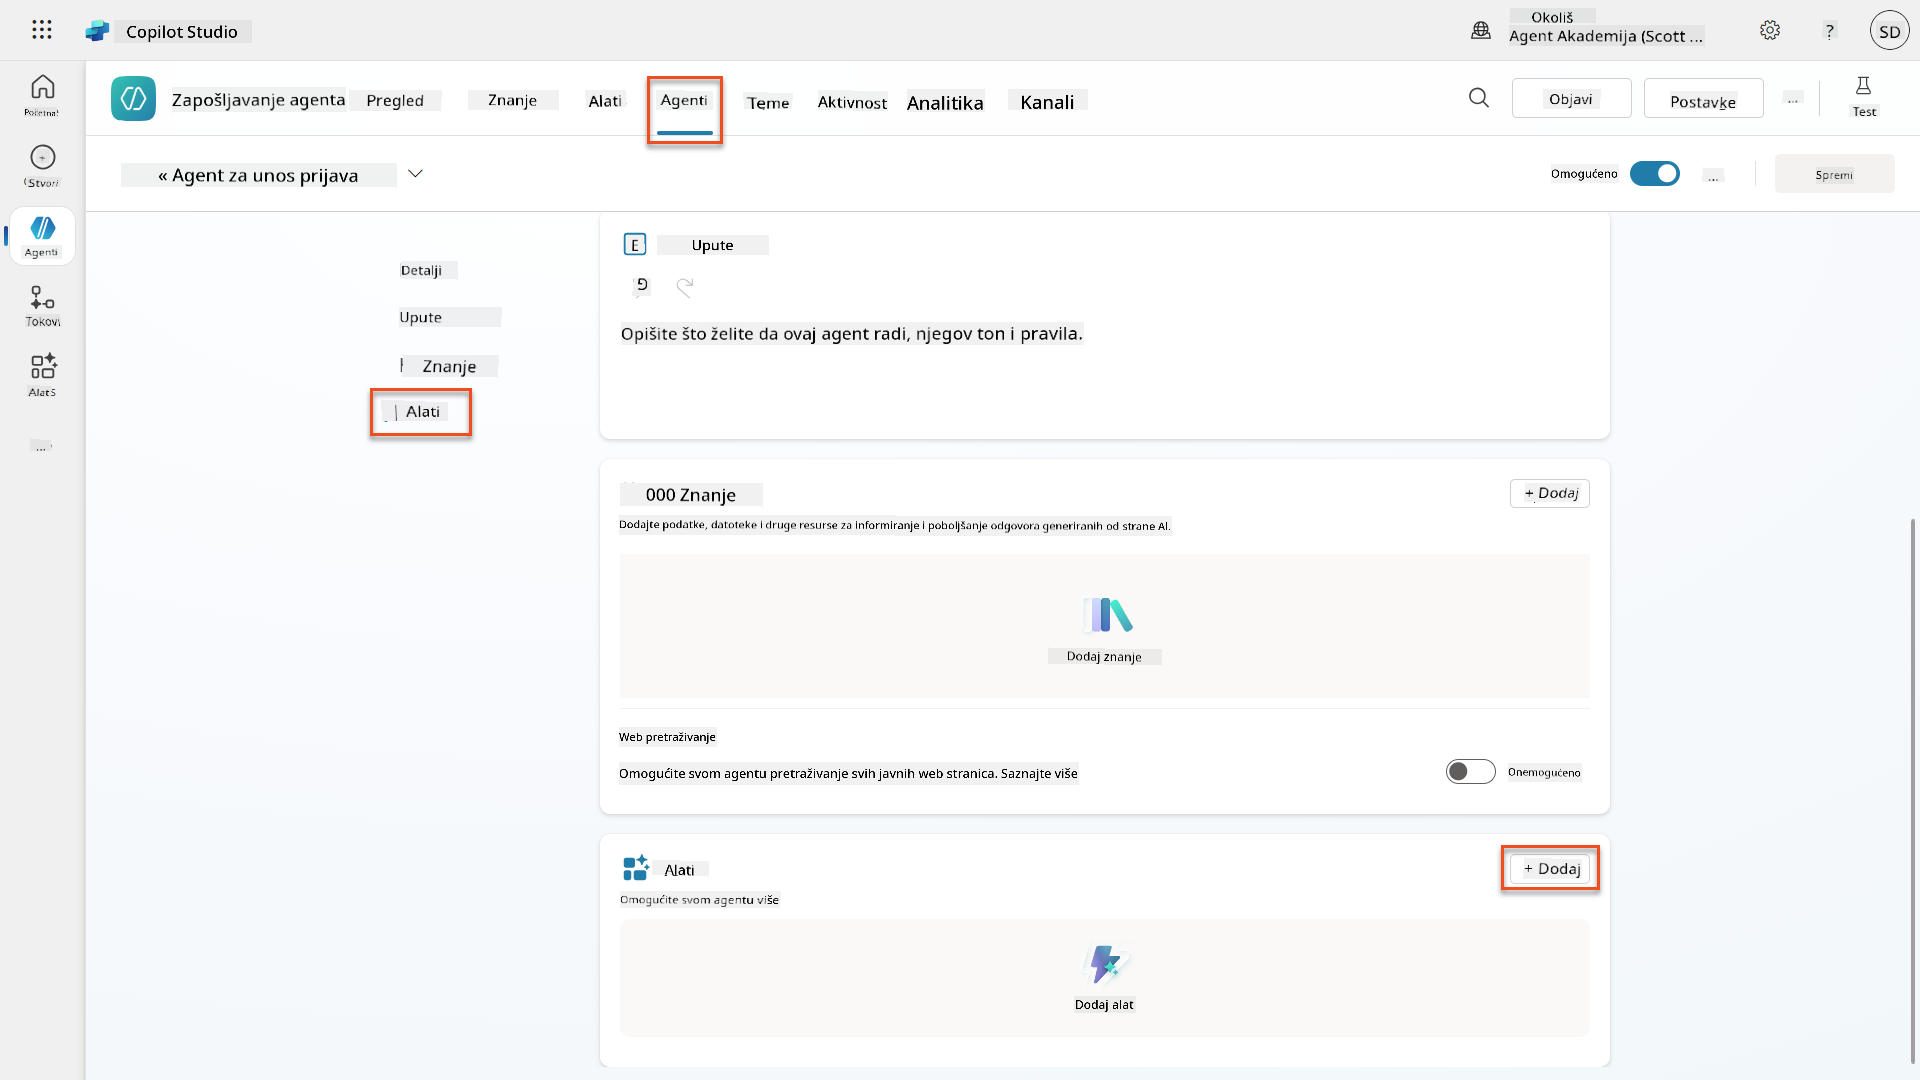 Copilot Studio
Okoliš
Agent Akademija (Scott ...
?
SD
Početna
Zapošljavanje agenta
Pregled
Znanje
Alati
Agenti
Teme
Aktivnost
Analitika
Kanali
Objavi
Postavke
...
Test
Stvori
« Agent za unos prijava
Omogućeno
...
Spremi
Agenti
Tokovi
Alati
...
Detalji
Upute
Znanje
Alati
E
Upute
Opišite što želite da ovaj agent radi, njegov ton i pravila.
000 Znanje
+ Dodaj
Dodajte podatke, datoteke i druge resurse za informiranje i poboljšanje odgovora generiranih od strane AI.
Dodaj znanje
Web pretraživanje
Omogućite svom agentu pretraživanje svih javnih web stranica. Saznajte više
Onemogućeno
Alati
+ Dodaj
Omogućite svom agentu više
Dodaj alat